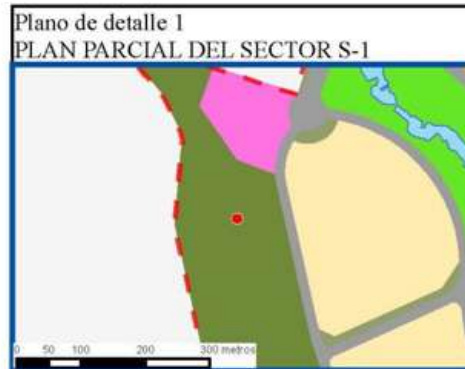 Plano de detalle 1
PLAN PARCIAL DEL SECTOR S-1
0 50 100 200 300 metros